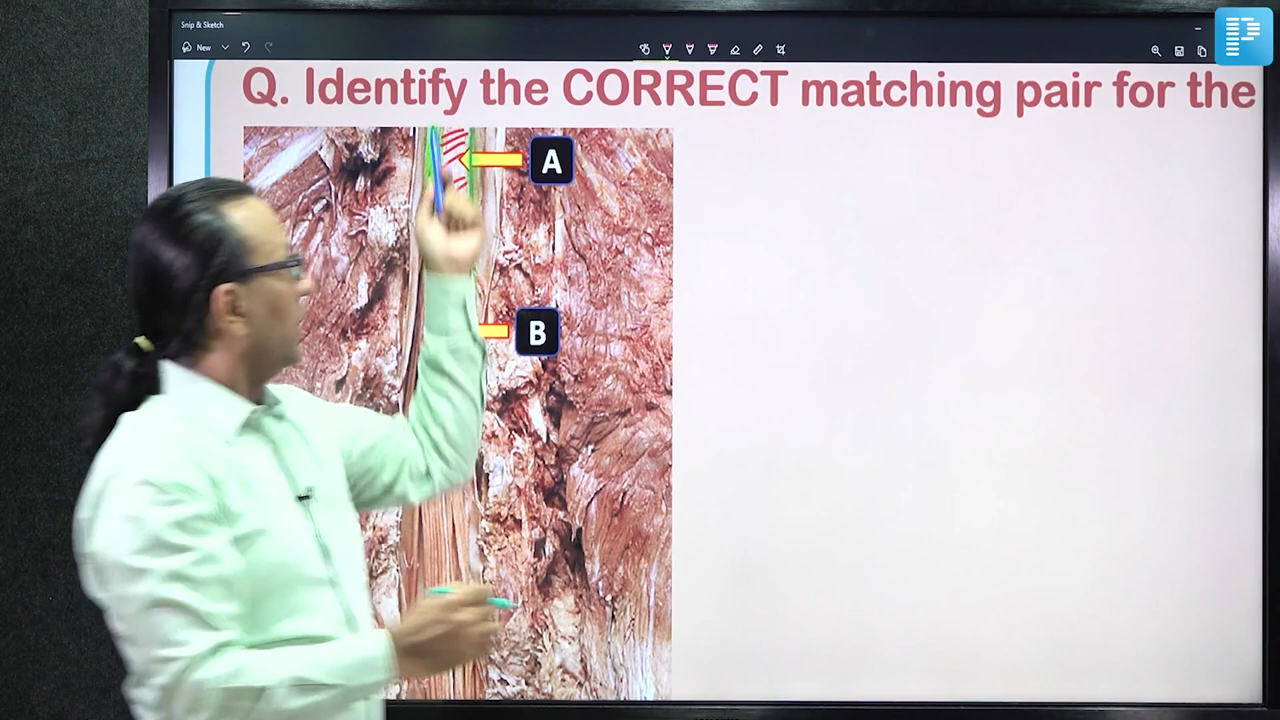 Snip & Sketch
New
Q. Identify the CORRECT matching pair for the
A
B
P